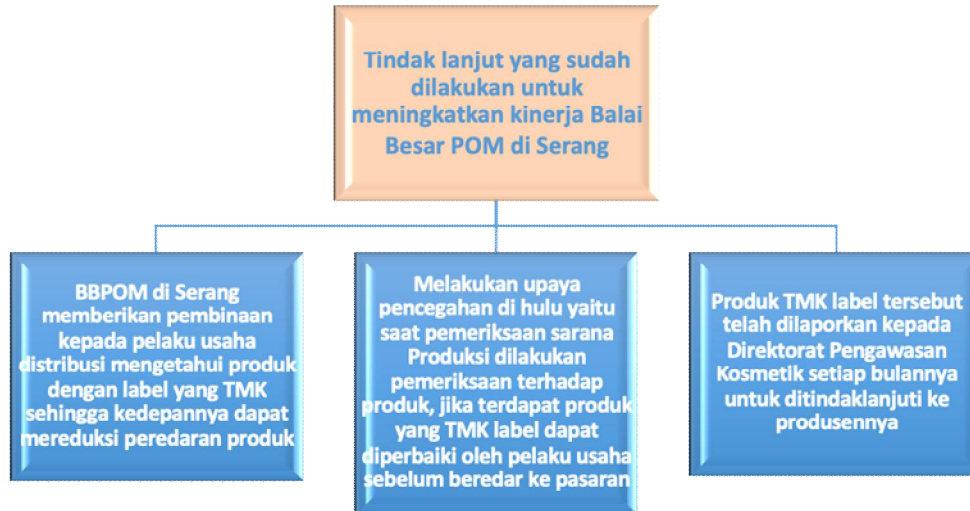 Tindak lanjut yang sudah
dilakukan untuk
meningkatkan kinerja Balai
Besar POM di Serang
BBPOM di Serang
memberikan pembinaan
kepada pelaku usaha
distribusi mengetahui produk
dengan label yang TMK
sehingga kedepannya dapat
mereduksi peredaran produk
Melakukan upaya
pencegahan di hulu yaitu
saat pemeriksaan sarana
Produksi dilakukan
pemeriksaan terhadap
produk, jika terdapat produk
yang TMK label dapat
diperbaiki oleh pelaku usaha
sebelum beredar ke pasaran
Produk TMK label tersebut
telah dilaporkan kepada
Direktorat Pengawasan
Kosmetik setiap bulannya
untuk ditindaklanjuti ke
produsennya